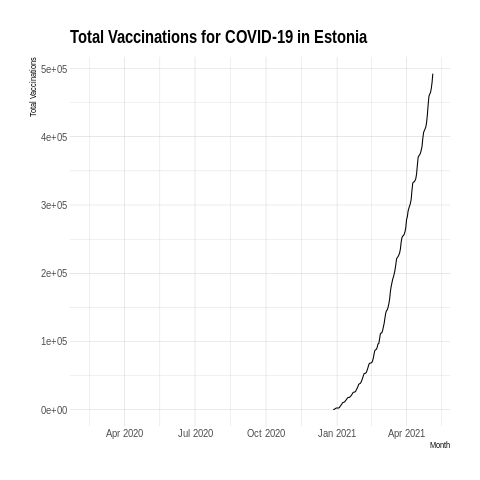 Total Vaccinations for COVID-19 in Estonia
Total Vaccinations
5e+05
4e+05
3e+05
2e+05
1e+05
0e+00
Apr 2020 Jul 2020 Oct 2020 Jan 2021 Apr 2021
Month